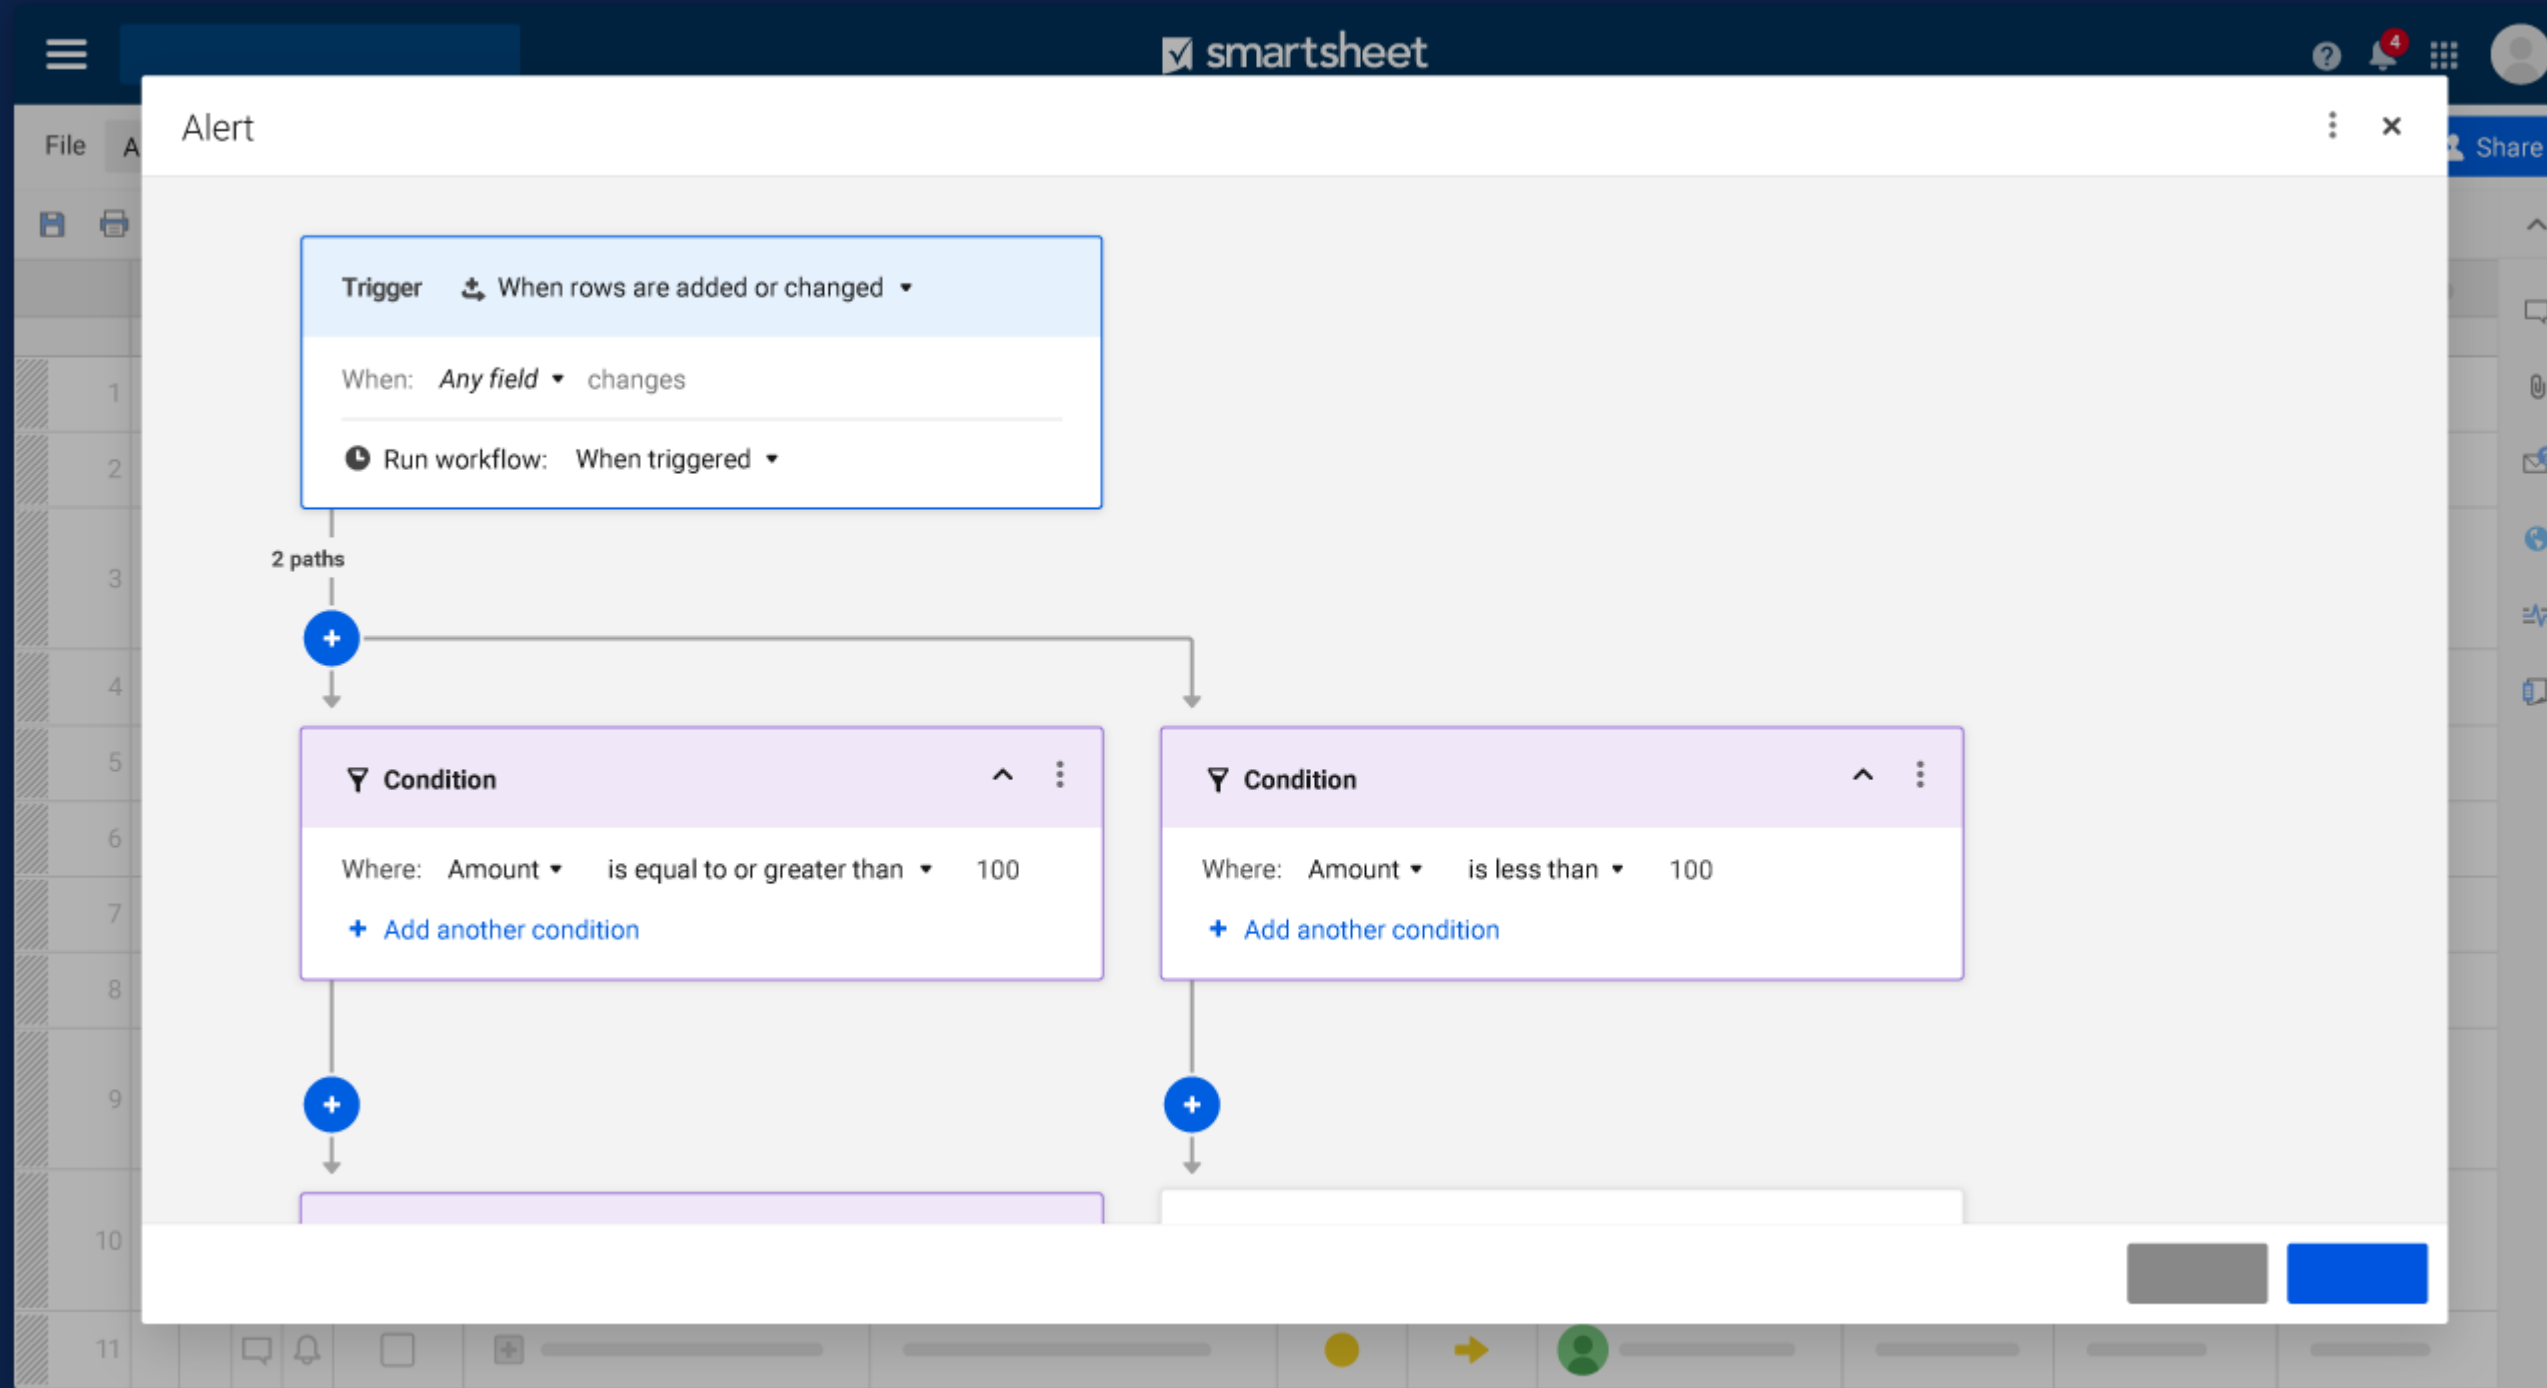 smartsheet
4
File
A
Share
Alert
Trigger When rows are added or changed
When: Any field changes
Run workflow: When triggered
2 paths
Condition
Where: Amount is equal to or greater than 100
+ Add another condition
Condition
Where: Amount is less than 100
+ Add another condition
1
2
3
4
5
6
7
8
9
10
11